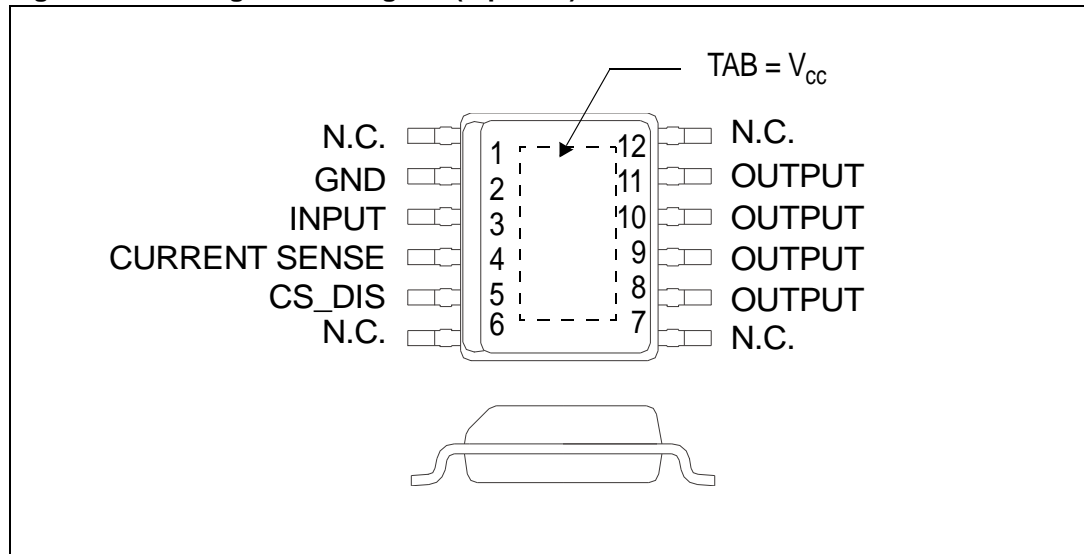 TAB = Vcc
N.C. 1 12 N.C.
GND 2 11 OUTPUT
INPUT 3 10 OUTPUT
CURRENT SENSE 4 9 OUTPUT
CS_DIS 5 8 OUTPUT
N.C. 6 7 N.C.